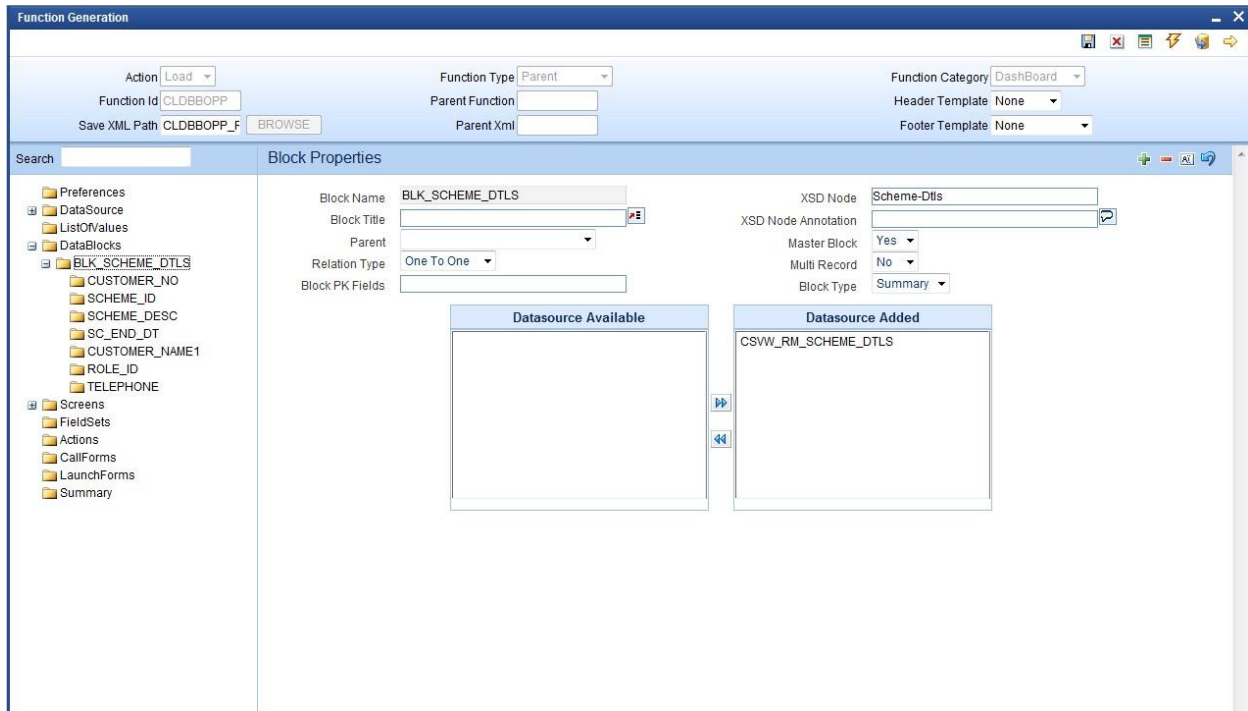 Function Generation
Action Load Function Type Parent Function Category DashBoard
Function Id CLDBBOPP Parent Function Header Template None
Save XML Path CLDBBOPP_F BROWSE Parent Xml Footer Template None
Search Block Properties
Preferences
DataSource
ListOfValues
DataBlocks
BLK_SCHEME_DTLS
CUSTOMER_NO
SCHEME_ID
SCHEME_DESC
SC_END_DT
CUSTOMER_NAME1
ROLE_ID
TELEPHONE
Screens
FieldSets
Actions
CallForms
LaunchForms
Summary
Block Name BLK_SCHEME_DTLS XSD Node Scheme-Dtls
Block Title XSD Node Annotation
Parent Master Block Yes
Relation Type One To One Multi Record No
Block PK Fields Block Type Summary
Datasource Available Datasource Added
CSVW_RM_SCHEME_DTLS